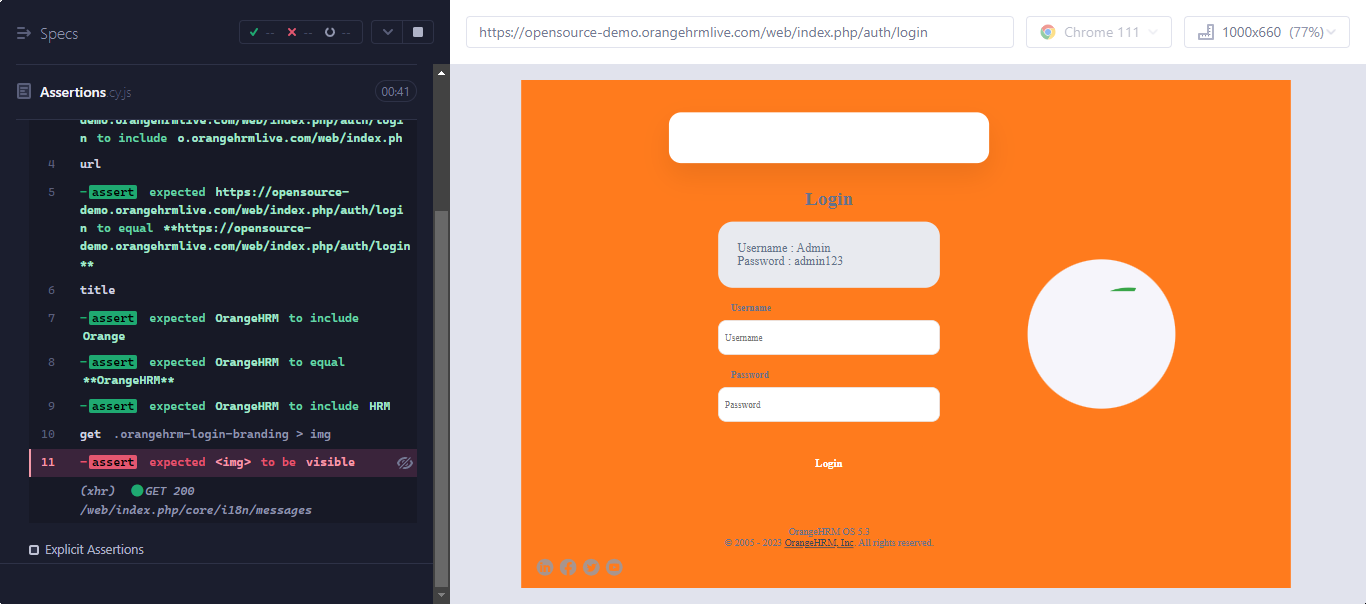 Specs
-- -- --
https://opensource-demo.orangehrmlive.com/web/index.php/auth/login
Chrome 111
1000x660 (77%)
Assertions.cy.js
00:41
demo.orangehrmlive.com/web/index.php/auth/logi
n to include o.orangehrmlive.com/web/index.ph
4 url
5 -assert expected https://opensource-
demo.orangehrmlive.com/web/index.php/auth/logi
n to equal **https://opensource-
demo.orangehrmlive.com/web/index.php/auth/login
**
6 title
7 -assert expected OrangeHRM to include
Orange
8 -assert expected OrangeHRM to equal
**OrangeHRM**
9 -assert expected OrangeHRM to include HRM
10 get .orangehrm-login-branding > img
11 -assert expected <img> to be visible
(xhr) GET 200
/web/index.php/core/i18n/messages
Explicit Assertions
Login
Username : Admin
Password : admin123
Username
Username
Password
Password
Login
OrangeHRM OS 5.3
© 2005 - 2023 OrangeHRM, Inc. All rights reserved.